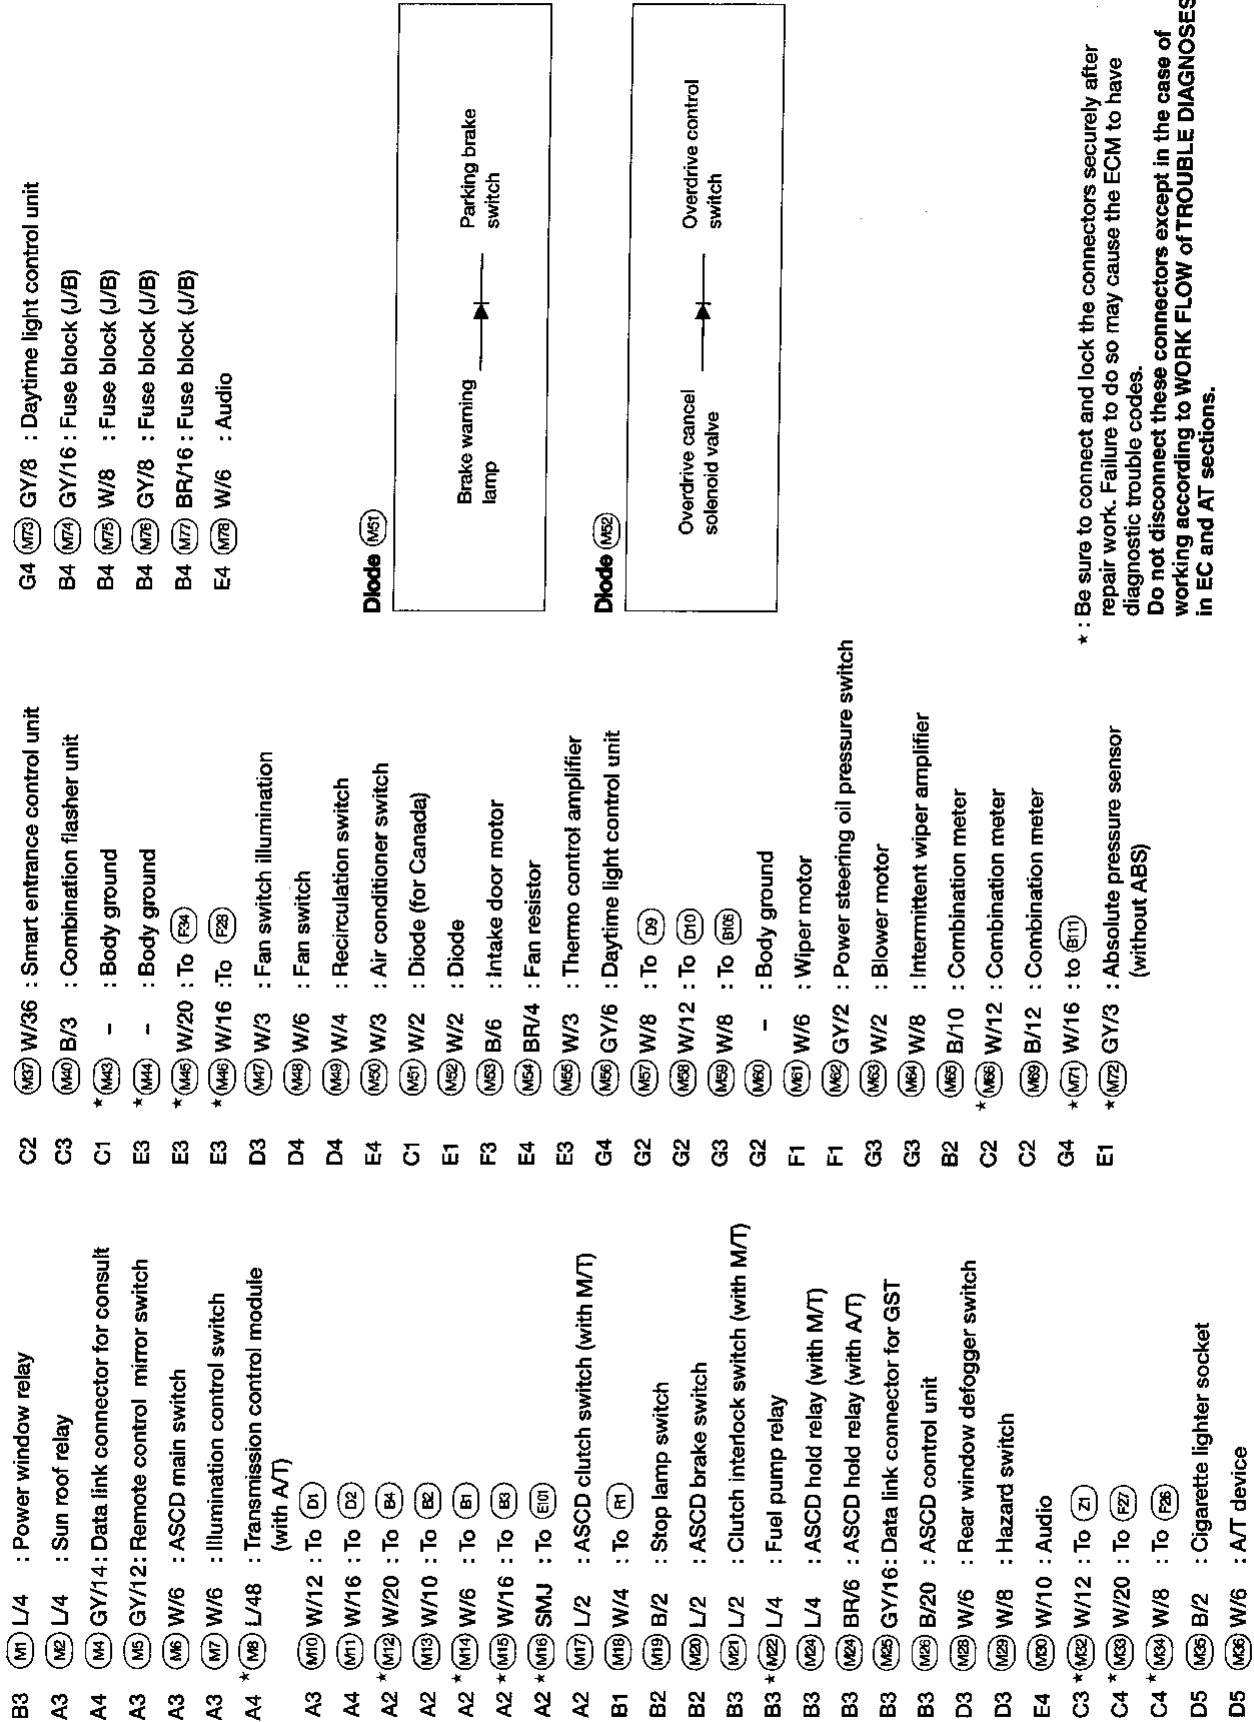 B3 M1 L/4 : Power window relay
A3 M2 L/4 : Sun roof relay
A4 M4 GY/14 : Data link connector for consult
A3 M5 GY/12 : Remote control mirror switch
A3 M6 W/6 : ASCD main switch
A3 M7 W/6 : Illumination control switch
A4 *M8 L/48 : Transmission control module
(with A/T)
A3 M10 W/12 : To D1
A4 M11 W/16 : To D2
A2 *M12 W/20 : To B4
A2 M13 W/10 : To B2
A2 *M14 W/6 : To B1
A2 *M15 W/16 : To B3
A2 *M16 SMJ : To E101
A2 M17 L/2 : ASCD clutch switch (with M/T)
B1 M18 W/4 : To R1
B2 M19 B/2 : Stop lamp switch
B2 M20 L/2 : ASCD brake switch
B3 M21 L/2 : Clutch interlock switch (with M/T)
B3 *M22 L/4 : Fuel pump relay
B3 M24 L/4 : ASCD hold relay (with M/T)
B3 M24 BR/6 : ASCD hold relay (with A/T)
B3 M25 GY/16 : Data link connector for GST
B3 M26 B/20 : ASCD control unit
D3 M28 W/6 : Rear window defogger switch
D3 M29 W/8 : Hazard switch
E4 M30 W/10 : Audio
C3 *M32 W/12 : To Z1
C4 *M33 W/20 : To F27
C4 *M34 W/8 : To F26
D5 M35 B/2 : Cigarette lighter socket
D5 M36 W/6 : A/T device
C2 M37 W/36 : Smart entrance control unit
C3 M40 B/3 : Combination flasher unit
C1 *M43 – : Body ground
E3 *M44 – : Body ground
E3 *M45 W/20 : To F34
E3 *M46 W/16 : To F28
D3 M47 W/3 : Fan switch illumination
D4 M48 W/6 : Fan switch
D4 M49 W/4 : Recirculation switch
E4 M50 W/3 : Air conditioner switch
C1 M51 W/2 : Diode (for Canada)
E1 M52 W/2 : Diode
F3 M53 B/6 : Intake door motor
E4 M54 BR/4 : Fan resistor
E3 M55 W/3 : Thermo control amplifier
G4 M56 GY/6 : Daytime light control unit
G2 M57 W/8 : To D9
G2 M58 W/12 : To D10
G3 M59 W/8 : To B106
G2 M60 – : Body ground
F1 M61 W/6 : Wiper motor
F1 M62 GY/2 : Power steering oil pressure switch
G3 M63 W/2 : Blower motor
G3 M64 W/8 : Intermittent wiper amplifier
B2 M65 B/10 : Combination meter
C2 *M66 W/12 : Combination meter
C2 M69 B/12 : Combination meter
G4 *M71 W/16 : to B111
E1 *M72 GY/3 : Absolute pressure sensor
(without ABS)
G4 M73 GY/8 : Daytime light control unit
B4 M74 GY/16 : Fuse block (J/B)
B4 M75 W/8 : Fuse block (J/B)
B4 M76 GY/8 : Fuse block (J/B)
B4 M77 BR/16 : Fuse block (J/B)
E4 M78 W/6 : Audio
Diode M51
Brake warning
lamp
Parking brake
switch
Diode M52
Overdrive cancel
solenoid valve
Overdrive control
switch
* : Be sure to connect and lock the connectors securely after
repair work. Failure to do so may cause the ECM to have
diagnostic trouble codes.
Do not disconnect these connectors except in the case of
working according to WORK FLOW of TROUBLE DIAGNOSES
in EC and AT sections.